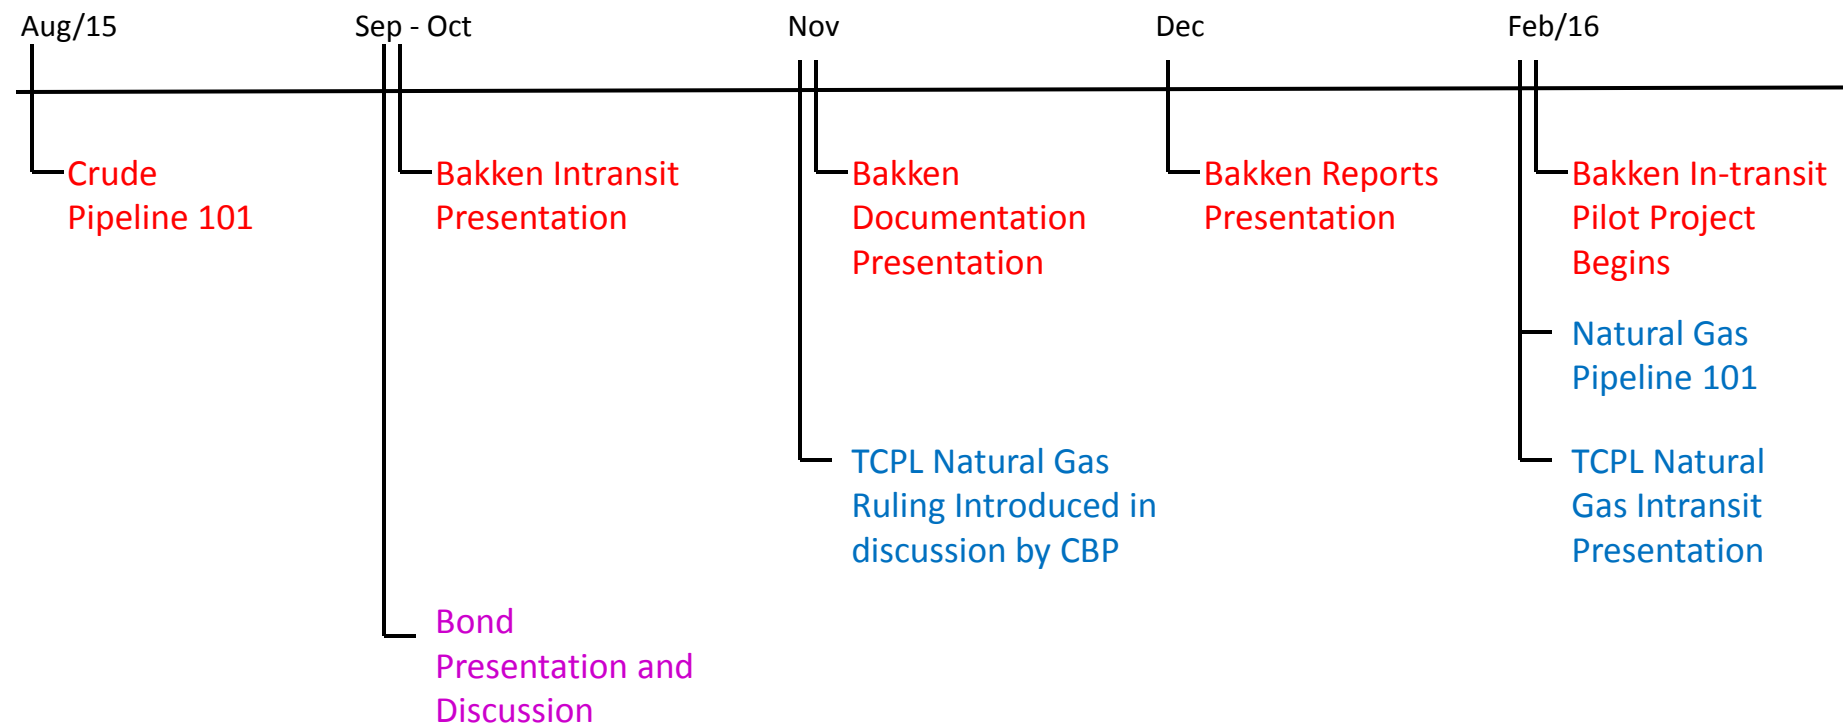 Aug/15
Sep - Oct
Nov
Dec
Feb/16
Crude
Pipeline 101
Bakken Intransit
Presentation
Bakken
Documentation
Presentation
Bakken Reports
Presentation
Bakken In-transit
Pilot Project
Begins
Natural Gas
Pipeline 101
TCPL Natural Gas
Ruling Introduced in
discussion by CBP
TCPL Natural
Gas Intransit
Presentation
Bond
Presentation and
Discussion